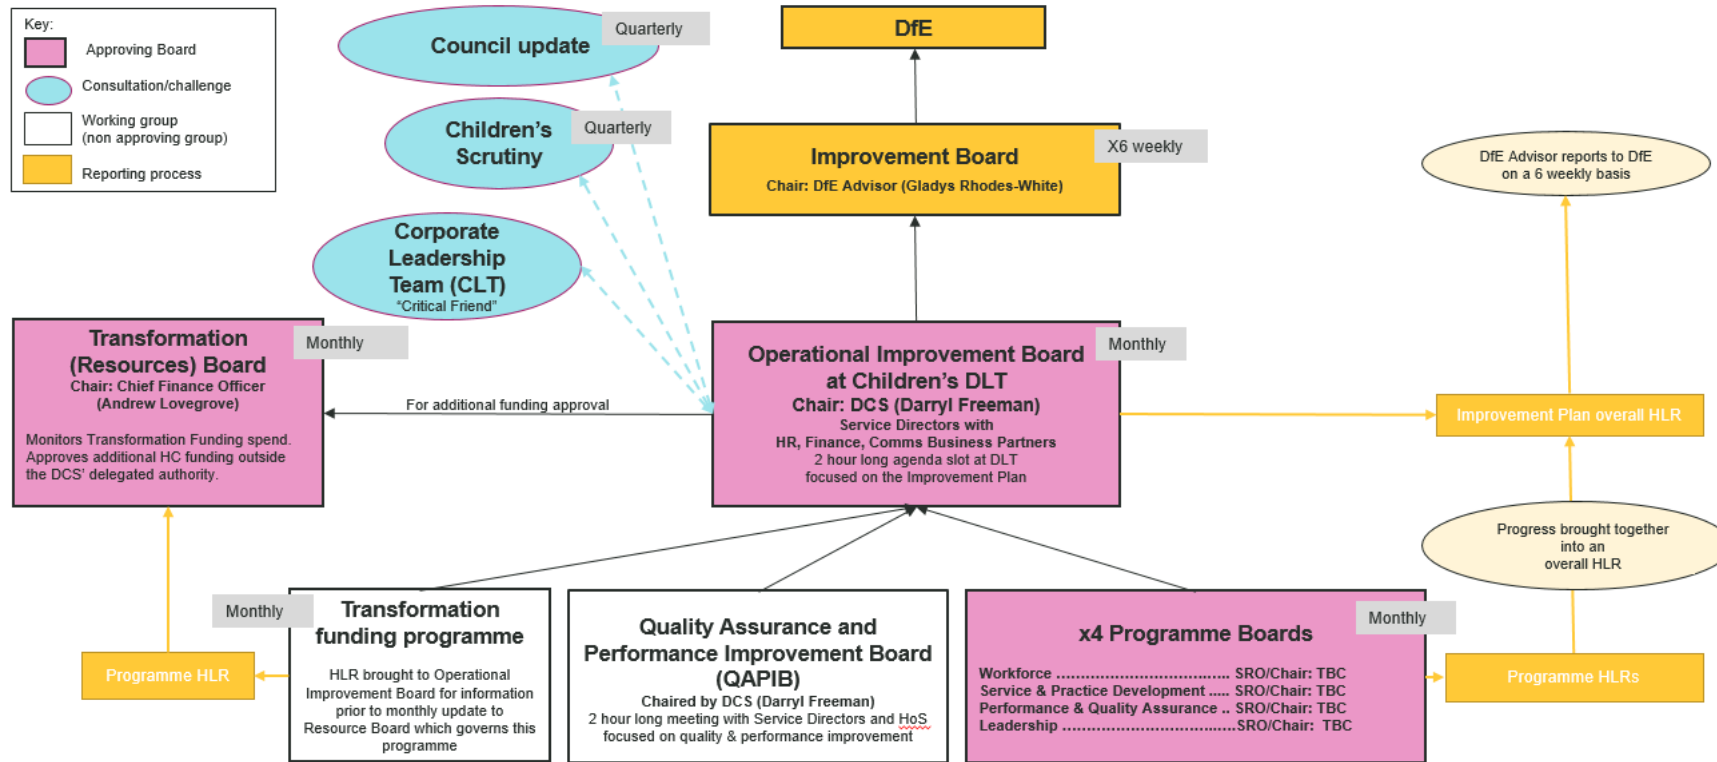 Key:
Approving Board
Consultation/challenge
Working group
(non approving group)
Reporting process
Council update
Quarterly
Children's
Scrutiny
Quarterly
Corporate
Leadership
Team (CLT)
"Critical Friend"
DfE
Improvement Board
Chair: DfE Advisor (Gladys Rhodes-White)
X6 weekly
DfE Advisor reports to DfE
on a 6 weekly basis
Transformation
(Resources) Board
Chair: Chief Finance Officer
(Andrew Lovegrove)
Monitors Transformation Funding spend.
Approves additional HC funding outside
the DCS' delegated authority.
Monthly
For additional funding approval
Operational Improvement Board
at Children's DLT
Chair: DCS (Darryl Freeman)
Service Directors with
HR, Finance, Comms Business Partners
2 hour long agenda slot at DLT
focused on the Improvement Plan
Monthly
Improvement Plan overall HLR
Progress brought together
into an
overall HLR
Programme HLR
Monthly
Transformation
funding programme
HLR brought to Operational
Improvement Board for information
prior to monthly update to
Resource Board which governs this
programme
Quality Assurance and
Performance Improvement Board
(QAPIB)
Chaired by DCS (Darryl Freeman)
2 hour long meeting with Service Directors and HoS
focused on quality & performance improvement
x4 Programme Boards
Monthly
Workforce ………………………….…. SRO/Chair: TBC
Service & Practice Development ….. SRO/Chair: TBC
Performance & Quality Assurance .. SRO/Chair: TBC
Leadership …………………………..….SRO/Chair: TBC
Programme HLRs